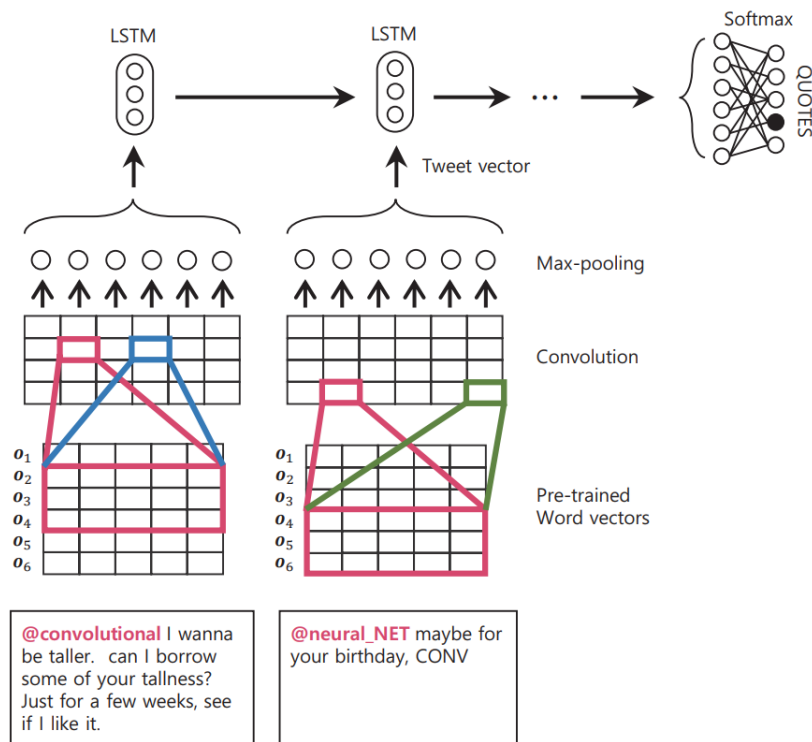 Softmax
LSTM
LSTM
...
QUOTES
Tweet vector
Max-pooling
Convolution
o1
o2
o3
o4
o5
o6
o1
o2
o3
o4
o5
o6
Pre-trained
Word vectors
@convolutional I wanna
be taller. can I borrow
some of your tallness?
Just for a few weeks, see
if I like it.
@neural_NET maybe for
your birthday, CONV